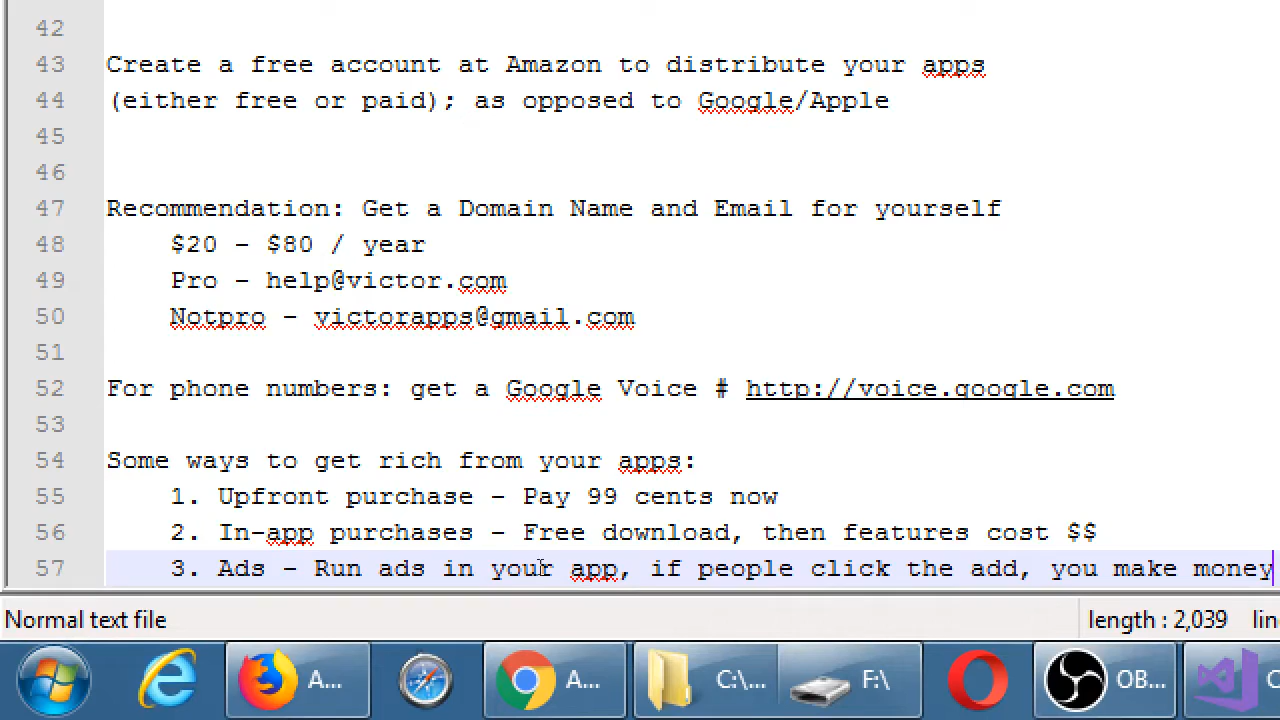 42
43 Create a free account at Amazon to distribute your apps
44 (either free or paid); as opposed to Google/Apple
45
46
47 Recommendation: Get a Domain Name and Email for yourself
48 $20 - $80 / year
49 Pro - help@victor.com
50 Notpro - victorapps@gmail.com
51
52 For phone numbers: get a Google Voice # http://voice.google.com
53
54 Some ways to get rich from your apps:
55 1. Upfront purchase - Pay 99 cents now
56 2. In-app purchases - Free download, then features cost $$
57 3. Ads - Run ads in your app, if people click the add, you make money
Normal text file length : 2,039 lin
A... A... C:\... F:\ OB... C